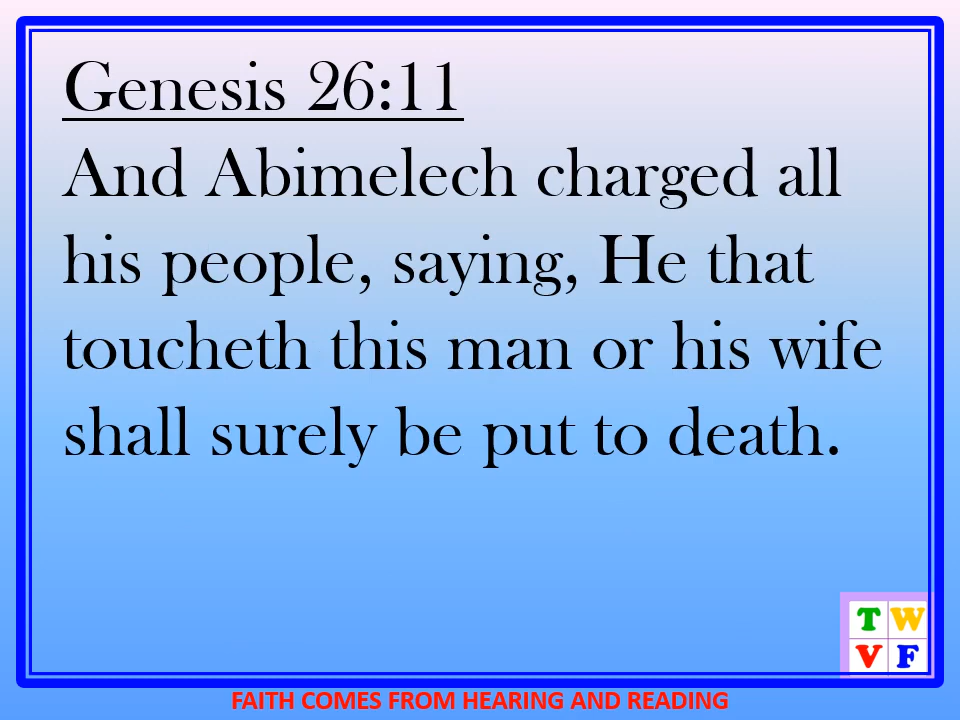 Genesis 26:11
And Abimelech charged all
his people, saying, He that
toucheth this man or his wife
shall surely be put to death.
T W
V F
FAITH COMES FROM HEARING AND READING